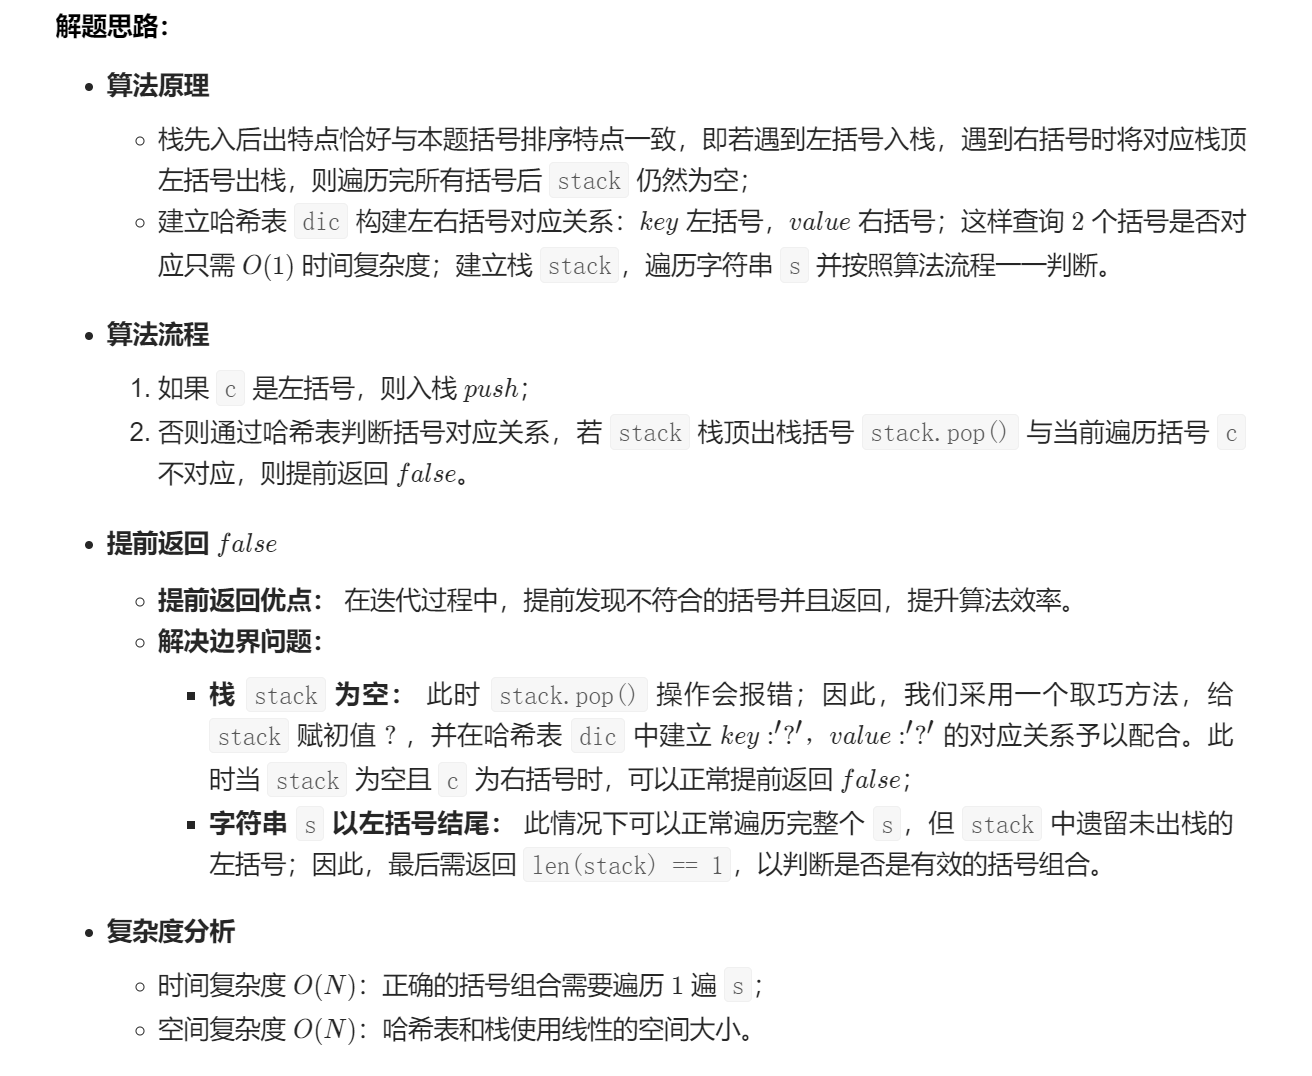 解题思路：
• 算法原理
◦ 栈先入后出特点恰好与本题括号排序特点一致，即若遇到左括号入栈，遇到右括号时将对应栈顶
左括号出栈，则遍历完所有括号后 stack 仍然为空；
◦ 建立哈希表 dic 构建左右括号对应关系：key 左括号，value 右括号；这样查询 2 个括号是否对
应只需 O(1) 时间复杂度；建立栈 stack，遍历字符串 s 并按照算法流程一一判断。
• 算法流程
1. 如果 c 是左括号，则入栈 push；
2. 否则通过哈希表判断括号对应关系，若 stack 栈顶出栈括号 stack.pop() 与当前遍历括号 c
不对应，则提前返回 false。
• 提前返回 false
◦ 提前返回优点： 在迭代过程中，提前发现不符合的括号并且返回，提升算法效率。
◦ 解决边界问题：
▪ 栈 stack 为空： 此时 stack.pop() 操作会报错；因此，我们采用一个取巧方法，给
stack 赋初值 ? ，并在哈希表 dic 中建立 key:′?′，value:′?′ 的对应关系予以配合。此
时当 stack 为空且 c 为右括号时，可以正常提前返回 false；
▪ 字符串 s 以左括号结尾： 此情况下可以正常遍历完整个 s，但 stack 中遗留未出栈的
左括号；因此，最后需返回 len(stack) == 1，以判断是否是有效的括号组合。
• 复杂度分析
◦ 时间复杂度 O(N)：正确的括号组合需要遍历 1 遍 s；
◦ 空间复杂度 O(N)：哈希表和栈使用线性的空间大小。